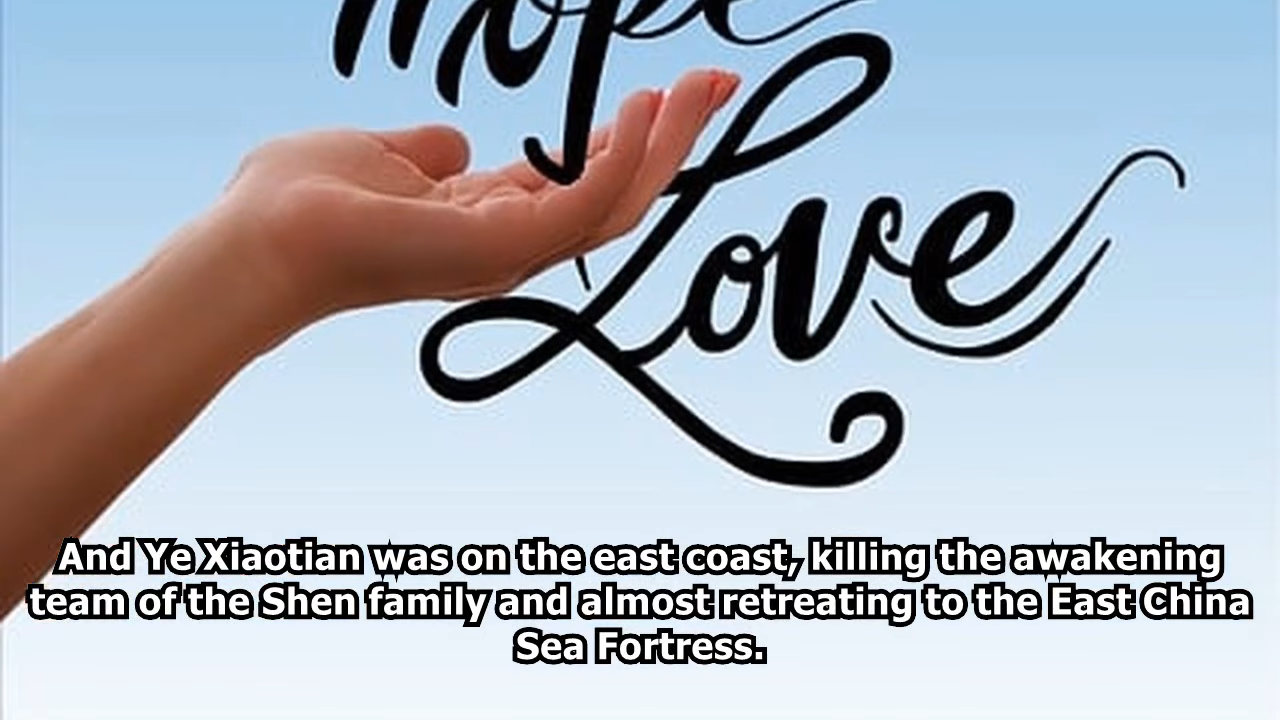 Hope
Love
And Ye Xiaotian was on the east coast, killing the awakening
team of the Shen family and almost retreating to the East China
Sea Fortress.